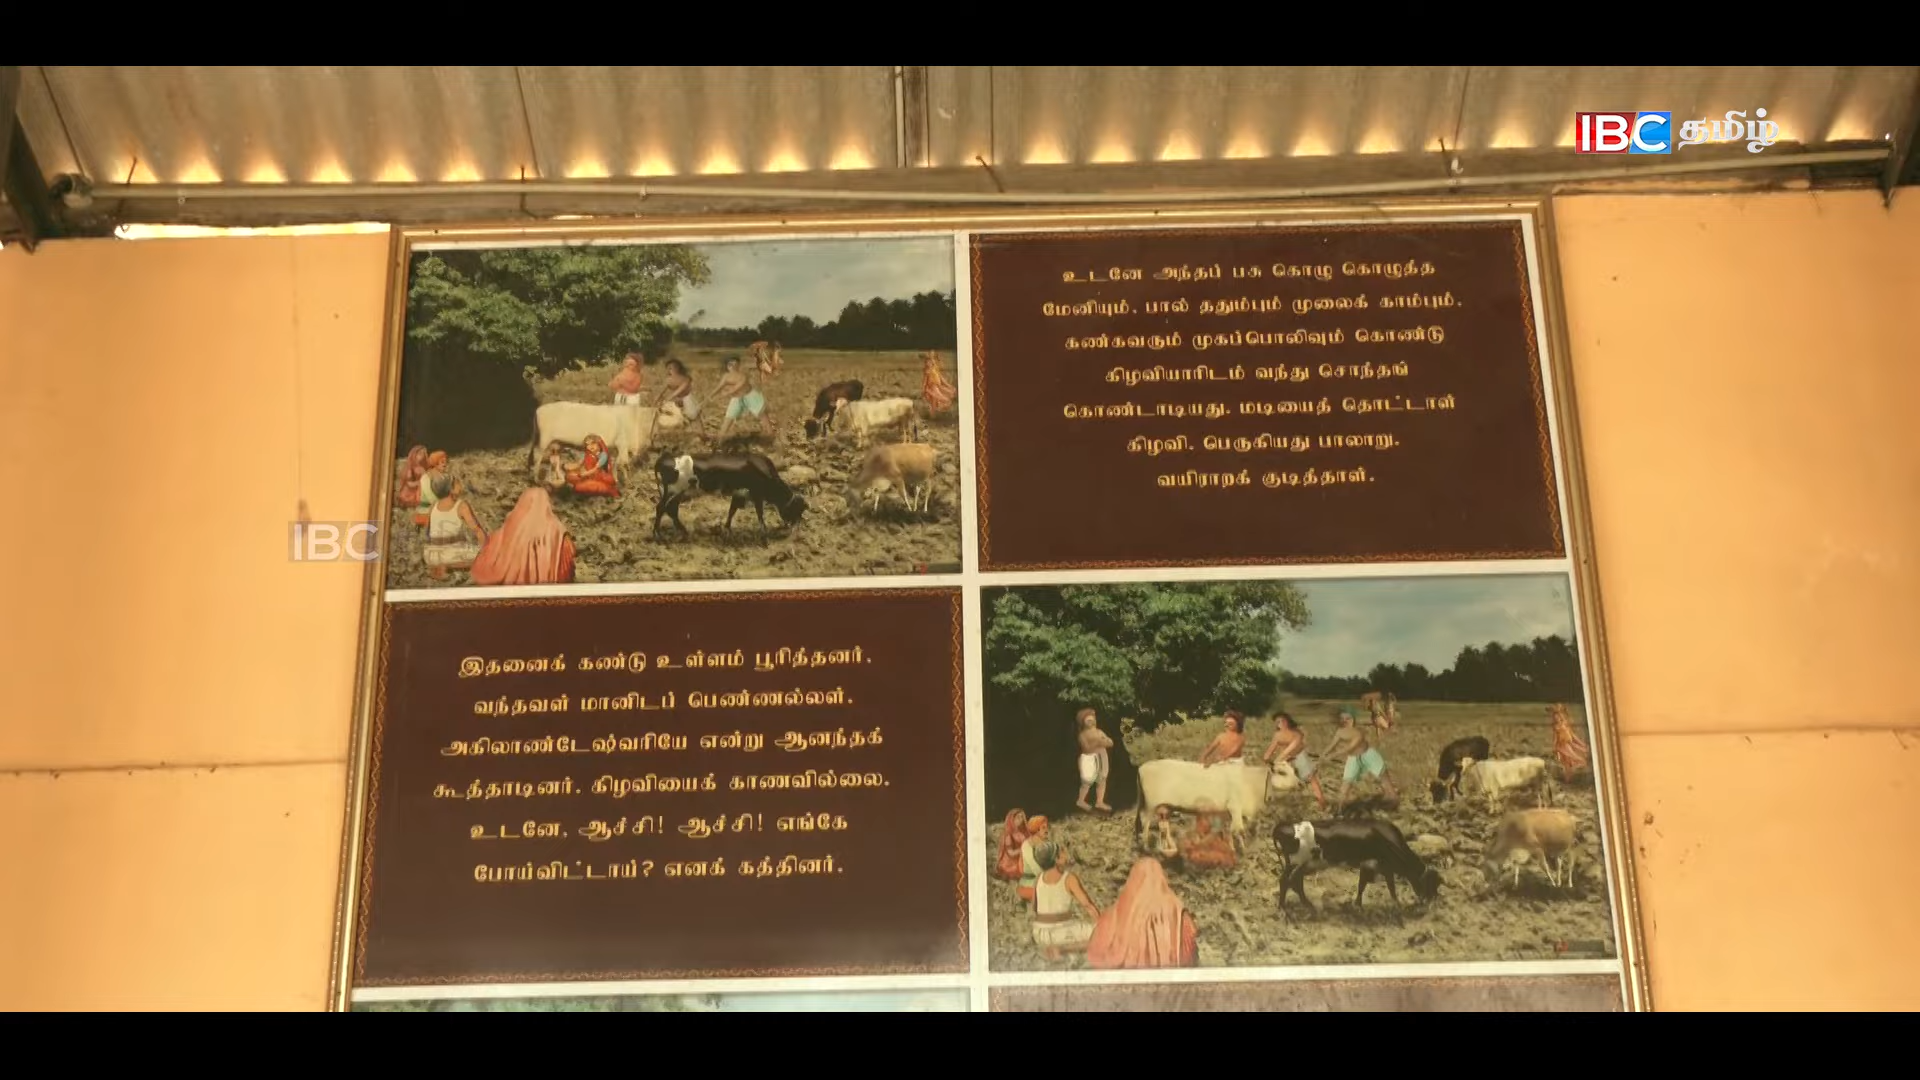 IBC தமிழ்
உடனே அந்தப் பசு கொழு கொழுத்த
மேனியும், பால் ததும்பும் முலைக் காம்பும்,
கண்கவரும் முகப்பொலிவும் கொண்டு
கிழவியாரிடம் வந்து சொந்தங்
கொண்டாடியது. மடியைத் தொட்டாள்
கிழவி. பெருகியது பாலாறு.
வயிராறக் குடித்தாள்.
IBC
இதனைக் கண்டு உள்ளம் பூரித்தனர்.
வந்தவள் மானிடப் பெண்ணல்லள்.
அகிலாண்டேஷ்வரியே என்று ஆனந்தக்
கூத்தாடினர். கிழவியைக் காணவில்லை.
உடனே, ஆச்சி! ஆச்சி! எங்கே
போய்விட்டாய்? எனக் கத்தினர்.